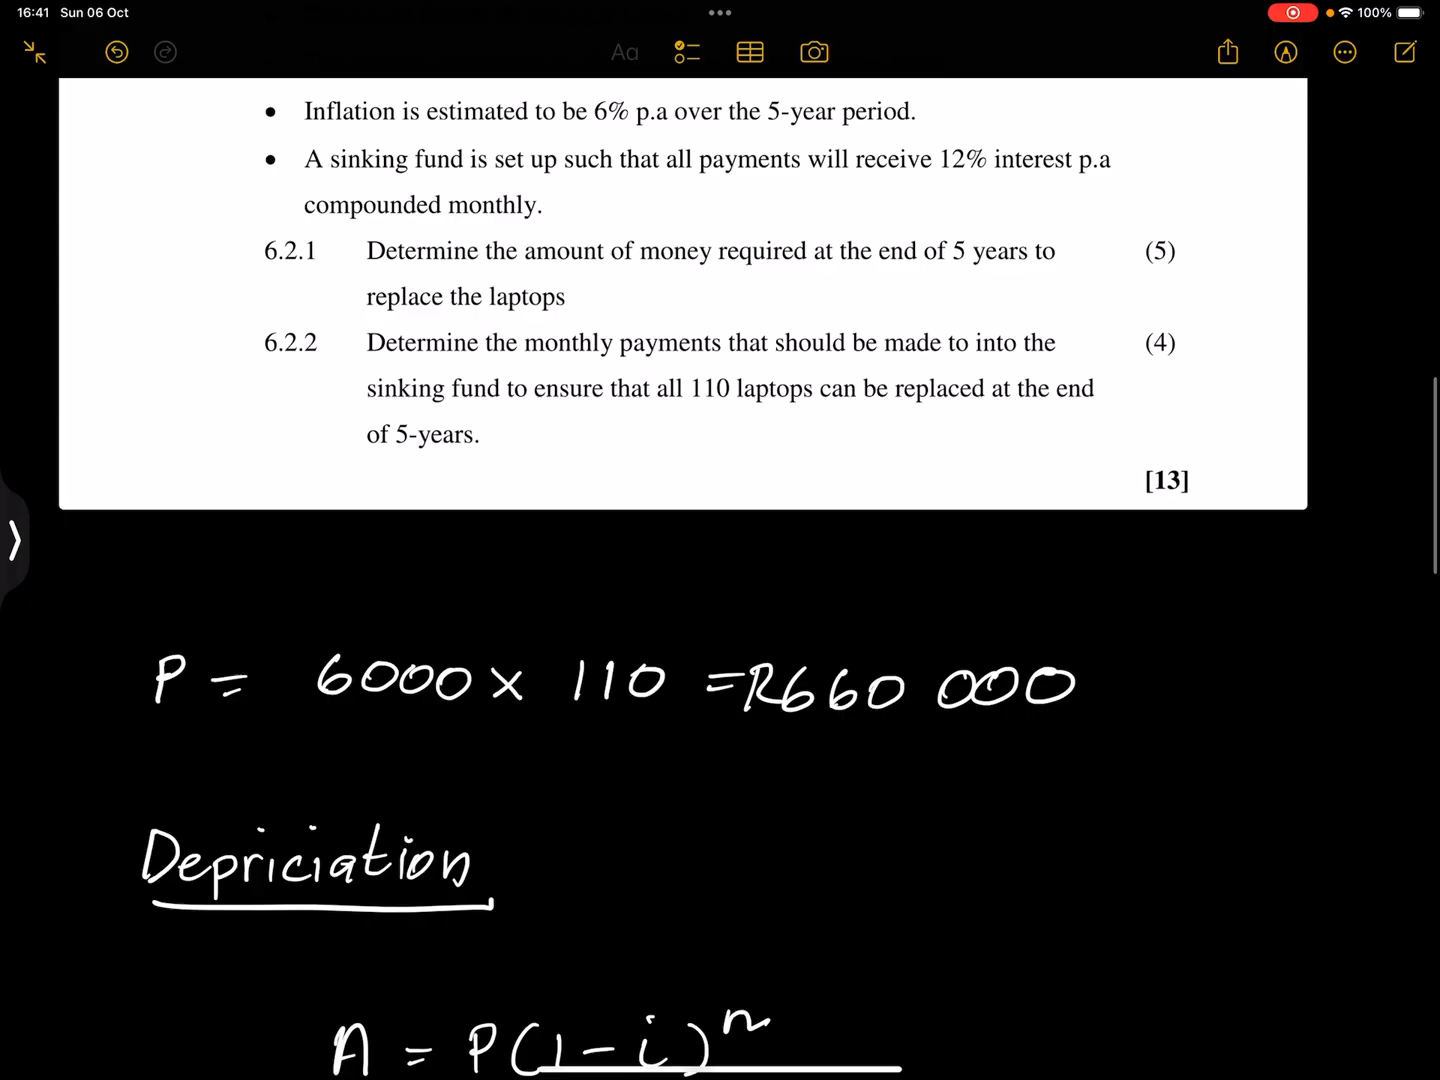 16:41 Sun 06 Oct
100%
Aa
• Inflation is estimated to be 6% p.a over the 5-year period.
• A sinking fund is set up such that all payments will receive 12% interest p.a
compounded monthly.
6.2.1 Determine the amount of money required at the end of 5 years to (5)
replace the laptops
6.2.2 Determine the monthly payments that should be made to into the (4)
sinking fund to ensure that all 110 laptops can be replaced at the end
of 5-years.
[13]
P = 6000 × 110 = R660 000
Depriciation
A = P(1 - i)^n